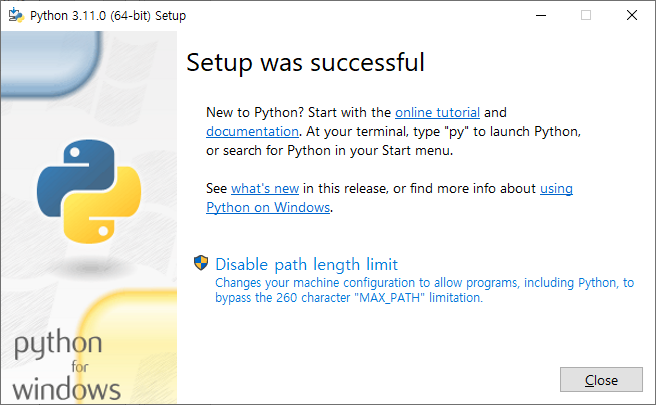 Python 3.11.0 (64-bit) Setup
Setup was successful
New to Python? Start with the online tutorial and
documentation. At your terminal, type "py" to launch Python,
or search for Python in your Start menu.
See what's new in this release, or find more info about using
Python on Windows.
Disable path length limit
Changes your machine configuration to allow programs, including Python, to
bypass the 260 character "MAX_PATH" limitation.
python
for
windows
Close